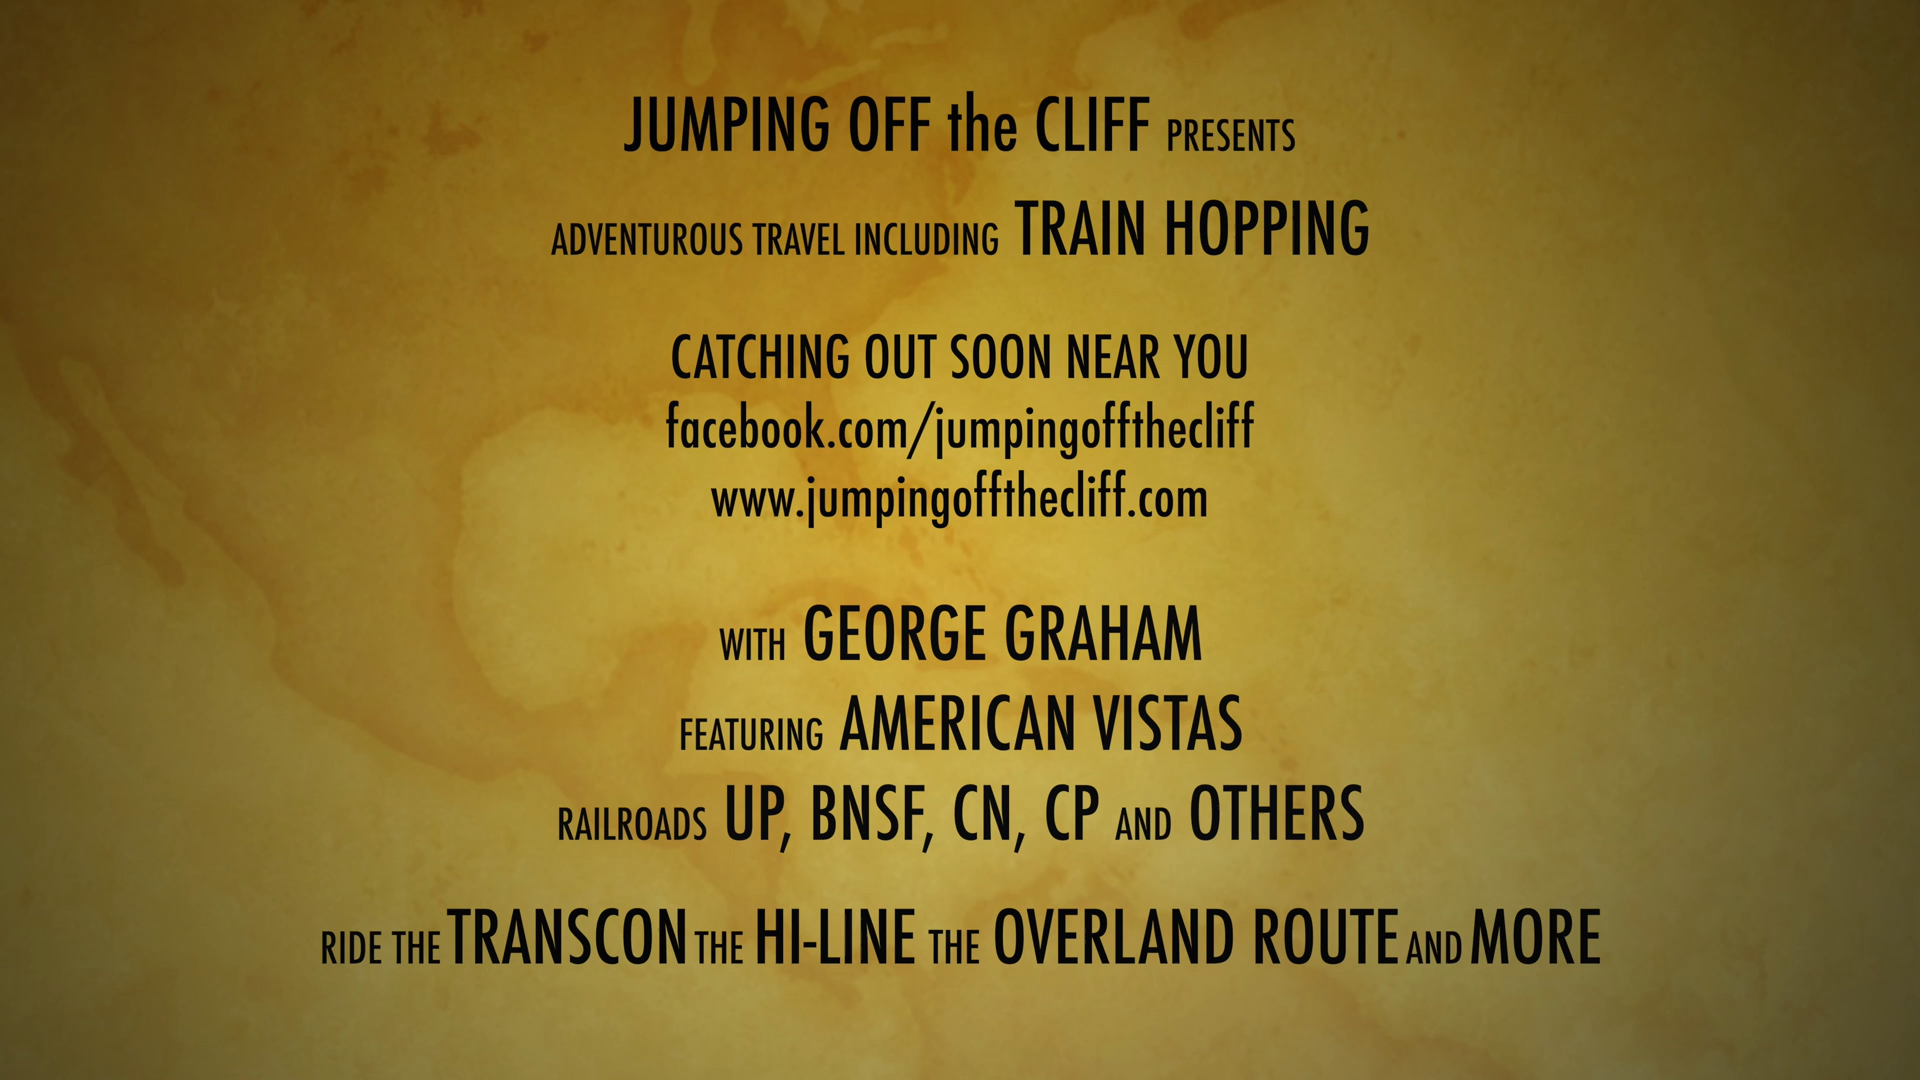 JUMPING OFF the CLIFF PRESENTS
ADVENTUROUS TRAVEL INCLUDING TRAIN HOPPING
CATCHING OUT SOON NEAR YOU
facebook.com/jumpingoffthecliff
www.jumpingoffthecliff.com
WITH GEORGE GRAHAM
FEATURING AMERICAN VISTAS
RAILROADS UP, BNSF, CN, CP AND OTHERS
RIDE THE TRANSCON THE HI-LINE THE OVERLAND ROUTE AND MORE